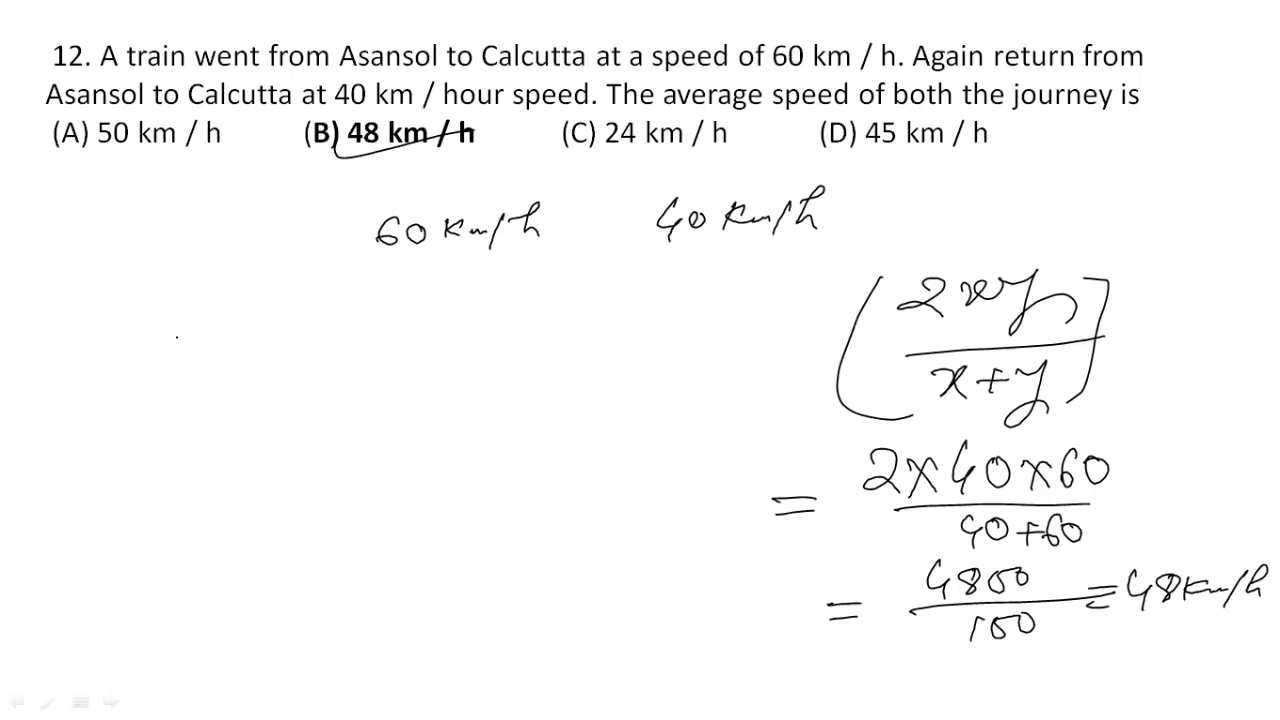 12. A train went from Asansol to Calcutta at a speed of 60 km / h. Again return from
Asansol to Calcutta at 40 km / hour speed. The average speed of both the journey is
(A) 50 km / h (B) 48 km / h (C) 24 km / h (D) 45 km / h
60 Km/h 40 Km/h
(2xy
x+y]
= 2×40×60
40+60
= 4800 = 48 Km/h
100